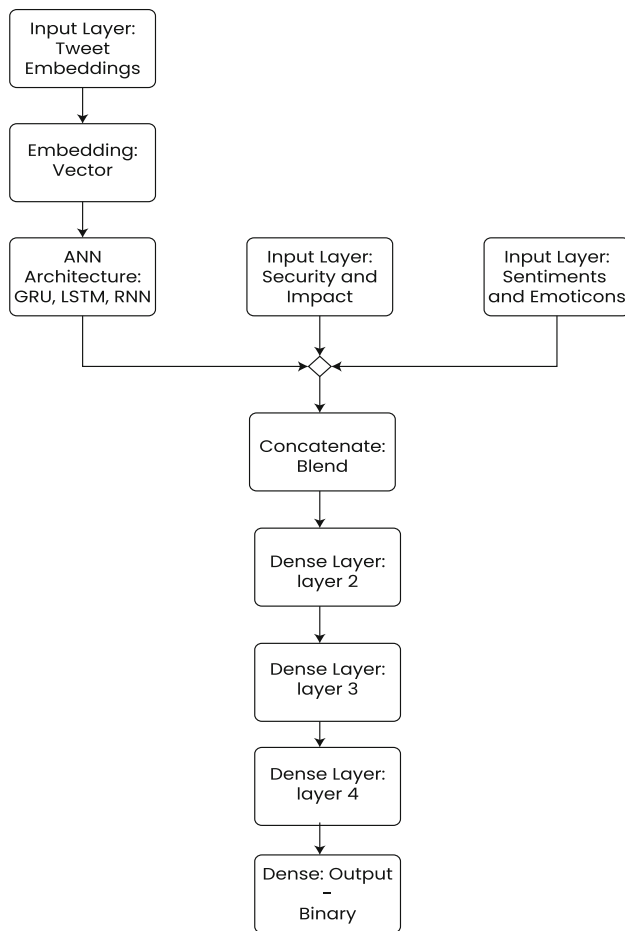 Input Layer:
Tweet
Embeddings
Embedding:
Vector
ANN
Architecture:
GRU, LSTM, RNN
Input Layer:
Security and
Impact
Input Layer:
Sentiments
and Emoticons
Concatenate:
Blend
Dense Layer:
layer 2
Dense Layer:
layer 3
Dense Layer:
layer 4
Dense: Output
–
Binary